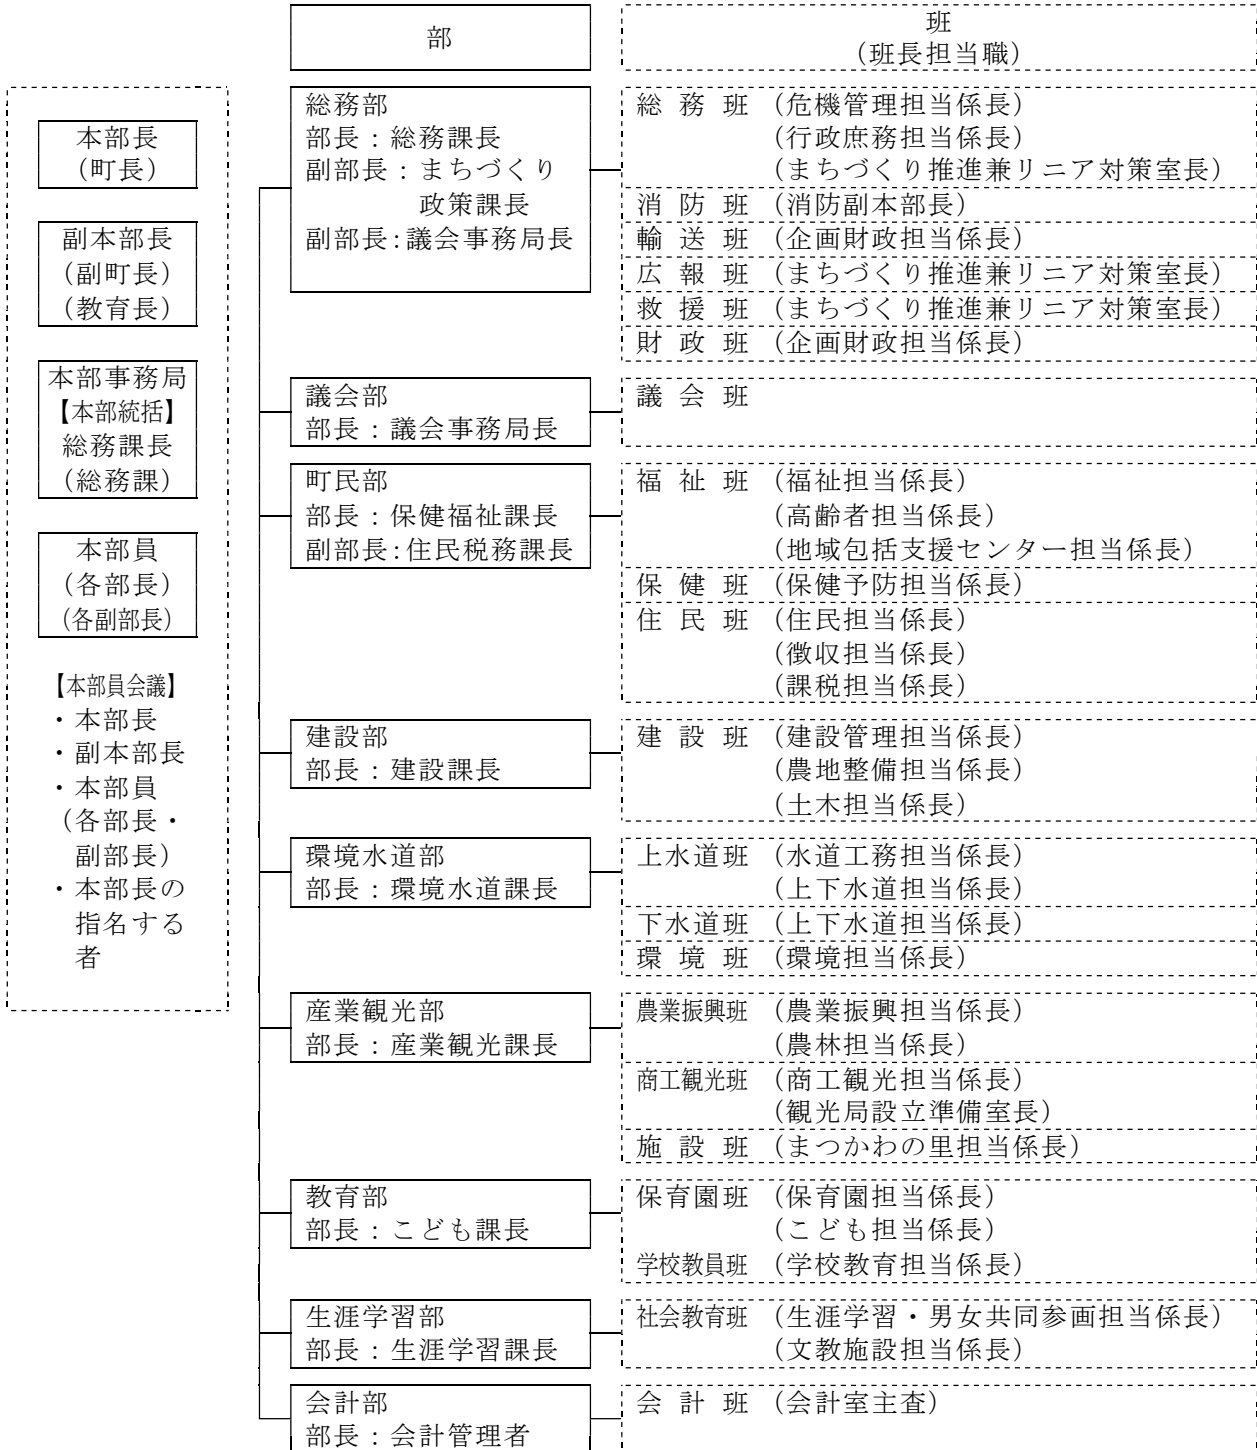 部
班
(班長担当職)
本部長
(町長)
副本部長
(副町長)
(教育長)
本部事務局
【本部統括】
総務課長
(総務課)
本部員
(各部長)
(各副部長)
【本部員会議】
・本部長
・副本部長
・本部員
(各部長・
副部長)
・本部長の
指名する
者
総務部
部長:総務課長
副部長:まちづくり
政策課長
副部長:議会事務局長
総務班 (危機管理担当係長)
(行政庶務担当係長)
(まちづくり推進兼リニア対策室長)
消防班 (消防副本部長)
輸送班 (企画財政担当係長)
広報班 (まちづくり推進兼リニア対策室長)
救援班 (まちづくり推進兼リニア対策室長)
財政班 (企画財政担当係長)
議会部
部長:議会事務局長
議会班
町民部
部長:保健福祉課長
副部長:住民税務課長
福祉班 (福祉担当係長)
(高齢者担当係長)
(地域包括支援センター担当係長)
保健班 (保健予防担当係長)
住民班 (住民担当係長)
(徴収担当係長)
(課税担当係長)
建設部
部長:建設課長
建設班 (建設管理担当係長)
(農地整備担当係長)
(土木担当係長)
環境水道部
部長:環境水道課長
上水道班 (水道工務担当係長)
(上下水道担当係長)
下水道班 (上下水道担当係長)
環境班 (環境担当係長)
産業観光部
部長:産業観光課長
農業振興班 (農業振興担当係長)
(農林担当係長)
商工観光班 (商工観光担当係長)
(観光局設立準備室長)
施設班 (まつかわの里担当係長)
教育部
部長:こども課長
保育園班 (保育園担当係長)
(こども担当係長)
学校教員班 (学校教育担当係長)
生涯学習部
部長:生涯学習課長
社会教育班 (生涯学習・男女共同参画担当係長)
(文教施設担当係長)
会計部
部長:会計管理者
会計班 (会計室主査)